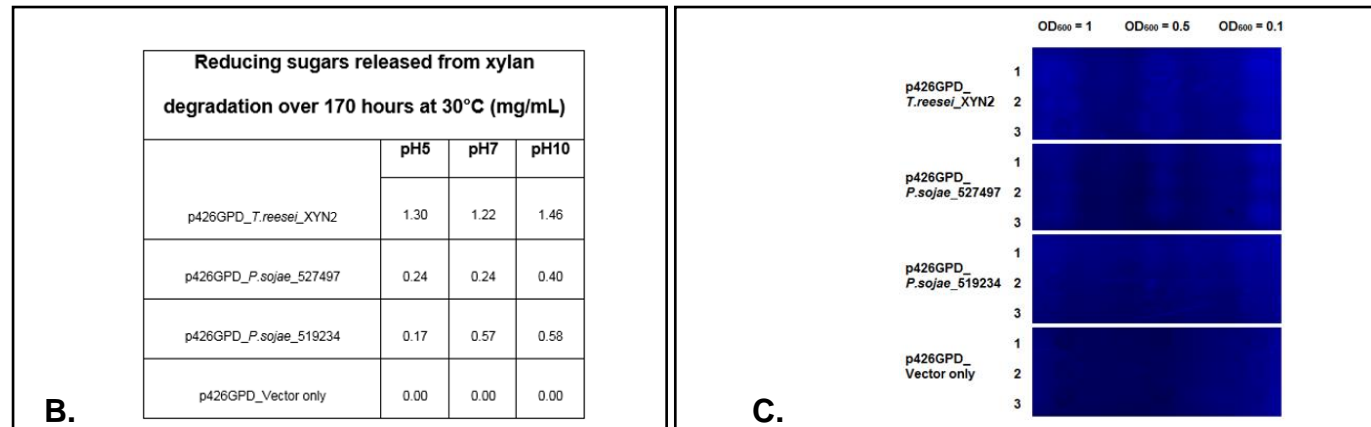 Reducing sugars released from xylan
degradation over 170 hours at 30°C (mg/mL)
pH5 pH7 pH10
p426GPD_T.reesei_XYN2 1.30 1.22 1.46
p426GPD_P.sojae_527497 0.24 0.24 0.40
p426GPD_P.sojae_519234 0.17 0.57 0.58
p426GPD_Vector only 0.00 0.00 0.00
B.
OD600 = 1 OD600 = 0.5 OD600 = 0.1
p426GPD_
T.reesei_XYN2
1
2
3
p426GPD_
P.sojae_527497
1
2
3
p426GPD_
P.sojae_519234
1
2
3
p426GPD_
Vector only
1
2
3
C.